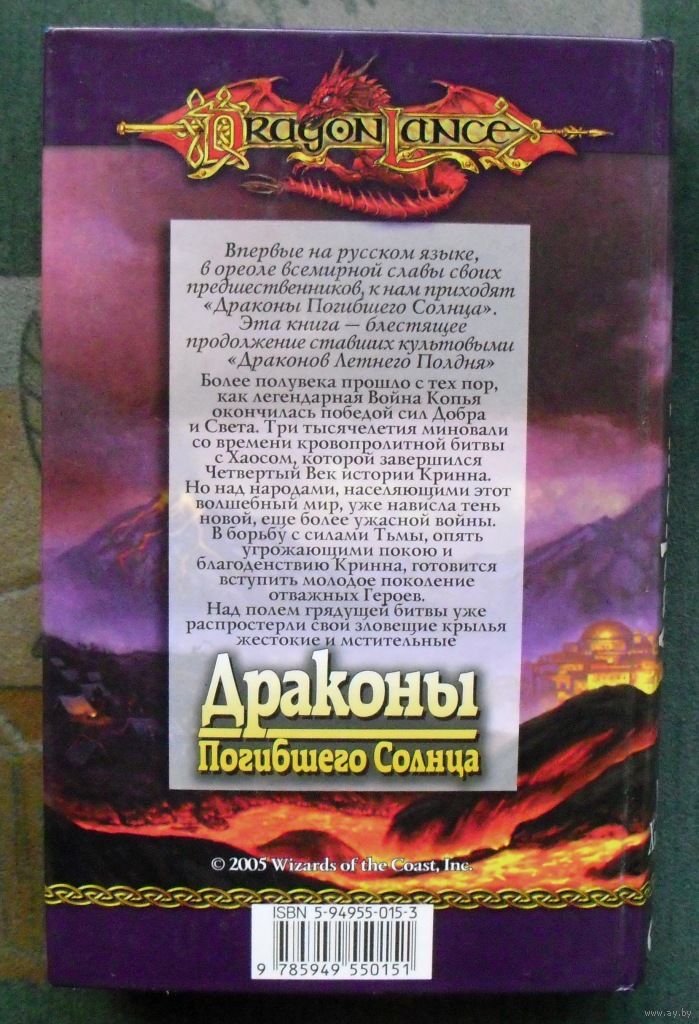 DRAGONLANCE
Впервые на русском языке,
в ореоле всемирной славы своих
предшественников, к нам приходят
«Драконы Погибшего Солнца».
Эта книга — блестящее
продолжение ставших культовыми
«Драконов Летнего Полдня»
Более полувека прошло с тех пор,
как легендарная Война Копья
окончилась победой сил Добра
и Света. Три тысячелетия миновали
со времени кровопролитной битвы
с Хаосом, которой завершился
Четвертый Век истории Кринна.
Но над народами, населяющими этот
волшебный мир, уже нависла тень
новой, еще более ужасной войны.
В борьбу с силами Тьмы, опять
угрожающими покою и
благоденствию Кринна, готовится
вступить молодое поколение
отважных Героев.
Над полем грядущей битвы уже
распростерли свои зловещие крылья
жестокие и мстительные
Драконы
Погибшего Солнца
© 2005 Wizards of the Coast, Inc.
ISBN 5-94955-015-3
9 785949 550151
www.ay.by